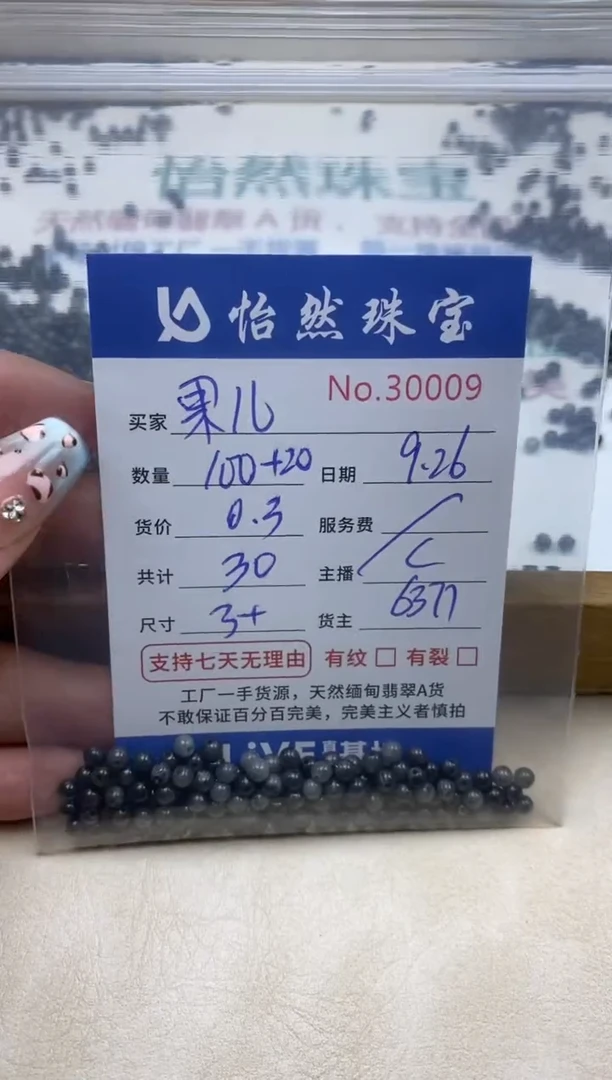 怡然珠宝
怡然珠宝
No.30009
买家 果儿
数量 100+20 日期 9.26
货价 0.3 服务费 /
共计 30 主播 C
尺寸 3+ 货主 6377
支持七天无理由 有纹 □ 有裂 □
工厂一手货源，天然缅甸翡翠A货
不敢保证百分百完美，完美主义者慎拍
LiVE